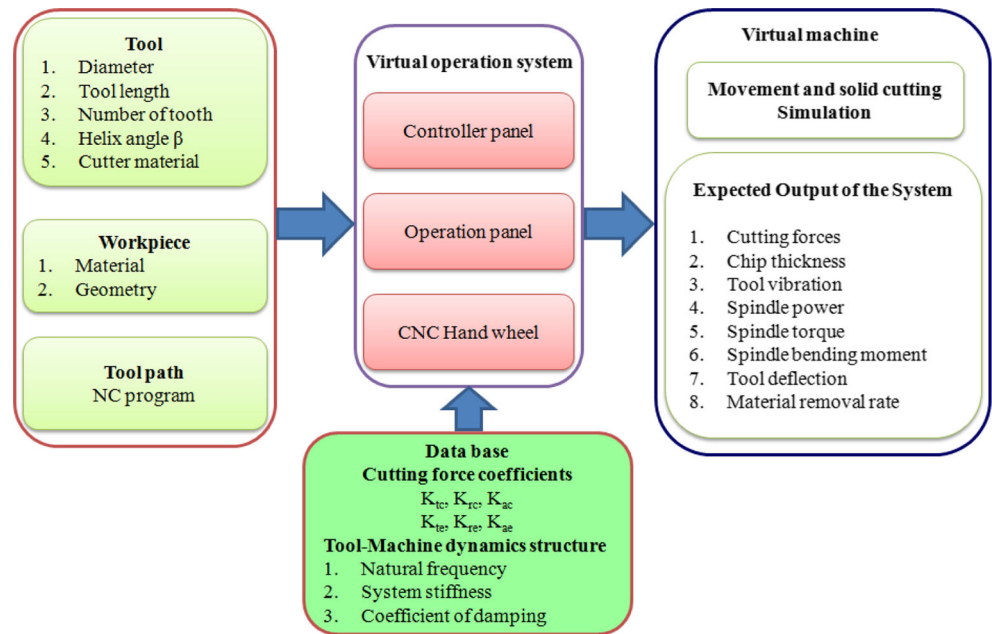 Tool
1. Diameter
2. Tool length
3. Number of tooth
4. Helix angle β
5. Cutter material
Workpiece
1. Material
2. Geometry
Tool path
NC program
Virtual operation system
Controller panel
Operation panel
CNC Hand wheel
Data base
Cutting force coefficients
Ktc, Krc, Kac
Kte, Kre, Kae
Tool-Machine dynamics structure
1. Natural frequency
2. System stiffness
3. Coefficient of damping
Virtual machine
Movement and solid cutting
Simulation
Expected Output of the System
1. Cutting forces
2. Chip thickness
3. Tool vibration
4. Spindle power
5. Spindle torque
6. Spindle bending moment
7. Tool deflection
8. Material removal rate